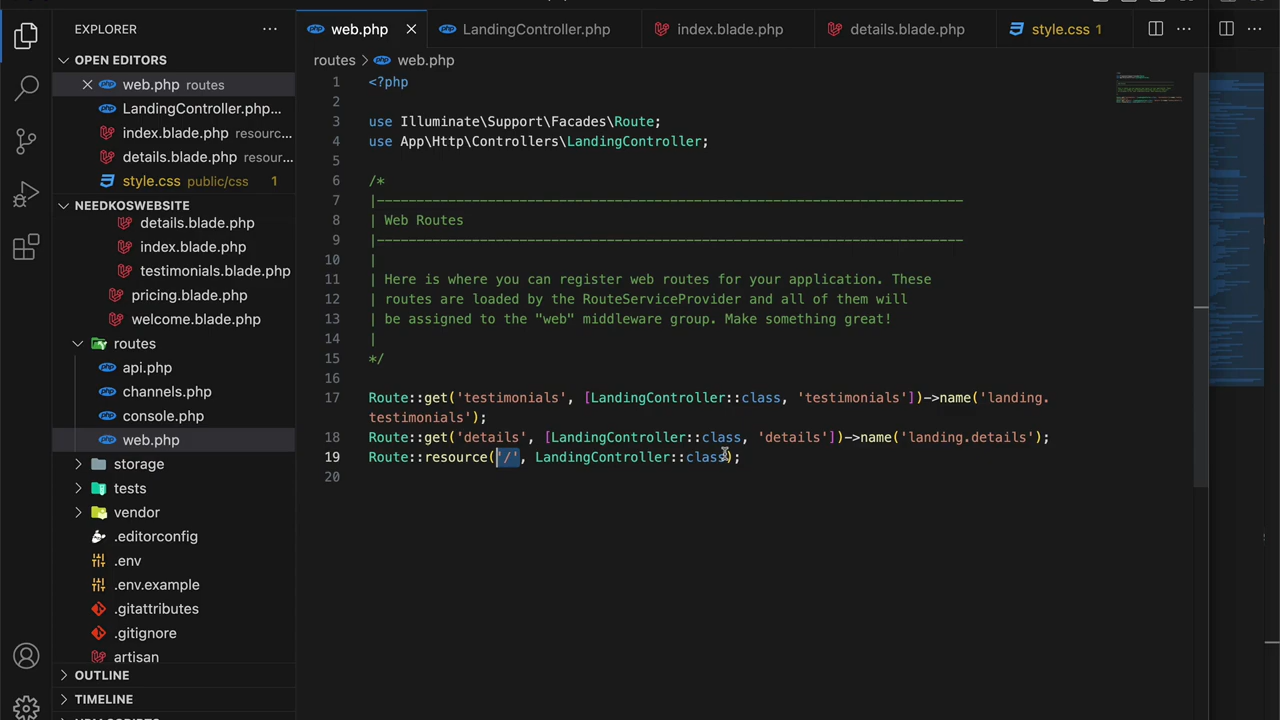 EXPLORER
OPEN EDITORS
web.php routes
LandingController.php...
index.blade.php resourc...
details.blade.php resour...
style.css public/css 1
NEEDKOSWEBSITE
details.blade.php
index.blade.php
testimonials.blade.php
pricing.blade.php
welcome.blade.php
routes
api.php
channels.php
console.php
web.php
storage
tests
vendor
.editorconfig
.env
.env.example
.gitattributes
.gitignore
artisan
OUTLINE
TIMELINE
web.php
LandingController.php
index.blade.php
details.blade.php
style.css 1
routes > web.php
1 <?php
2
3 use Illuminate\Support\Facades\Route;
4 use App\Http\Controllers\LandingController;
5
6 /*
7 |--------------------------------------------------------------------------
8 | Web Routes
9 |--------------------------------------------------------------------------
10 |
11 | Here is where you can register web routes for your application. These
12 | routes are loaded by the RouteServiceProvider and all of them will
13 | be assigned to the "web" middleware group. Make something great!
14 |
15 */
16
17 Route::get('testimonials', [LandingController::class, 'testimonials'])->name('landing.
testimonials');
18 Route::get('details', [LandingController::class, 'details'])->name('landing.details');
19 Route::resource('/', LandingController::class);
20